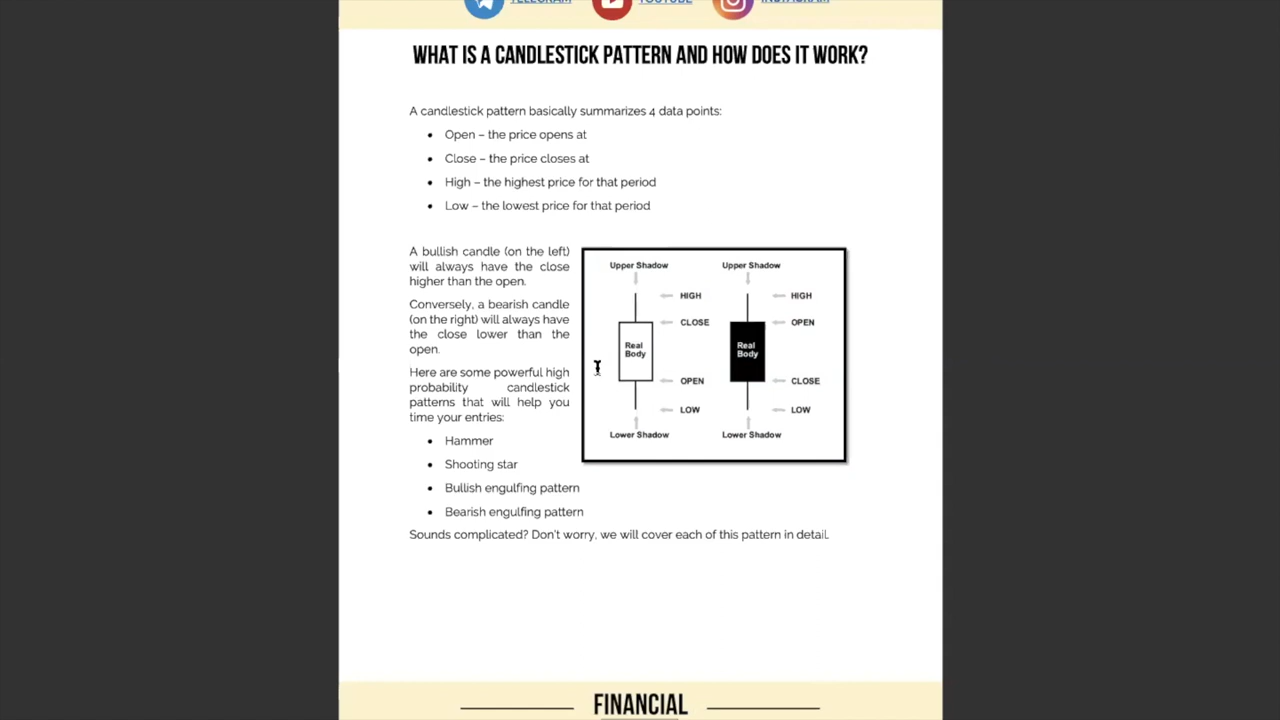 TELEGRAM YOUTUBE INSTAGRAM
WHAT IS A CANDLESTICK PATTERN AND HOW DOES IT WORK?
A candlestick pattern basically summarizes 4 data points:
• Open – the price opens at
• Close – the price closes at
• High – the highest price for that period
• Low – the lowest price for that period
A bullish candle (on the left)
will always have the close
higher than the open.
Conversely, a bearish candle
(on the right) will always have
the close lower than the
open.
Here are some powerful high
probability candlestick
patterns that will help you
time your entries:
• Hammer
• Shooting star
• Bullish engulfing pattern
• Bearish engulfing pattern
Upper Shadow Upper Shadow
HIGH HIGH
CLOSE OPEN
Real Real
Body Body
OPEN CLOSE
LOW LOW
Lower Shadow Lower Shadow
Sounds complicated? Don't worry, we will cover each of this pattern in detail.
FINANCIAL